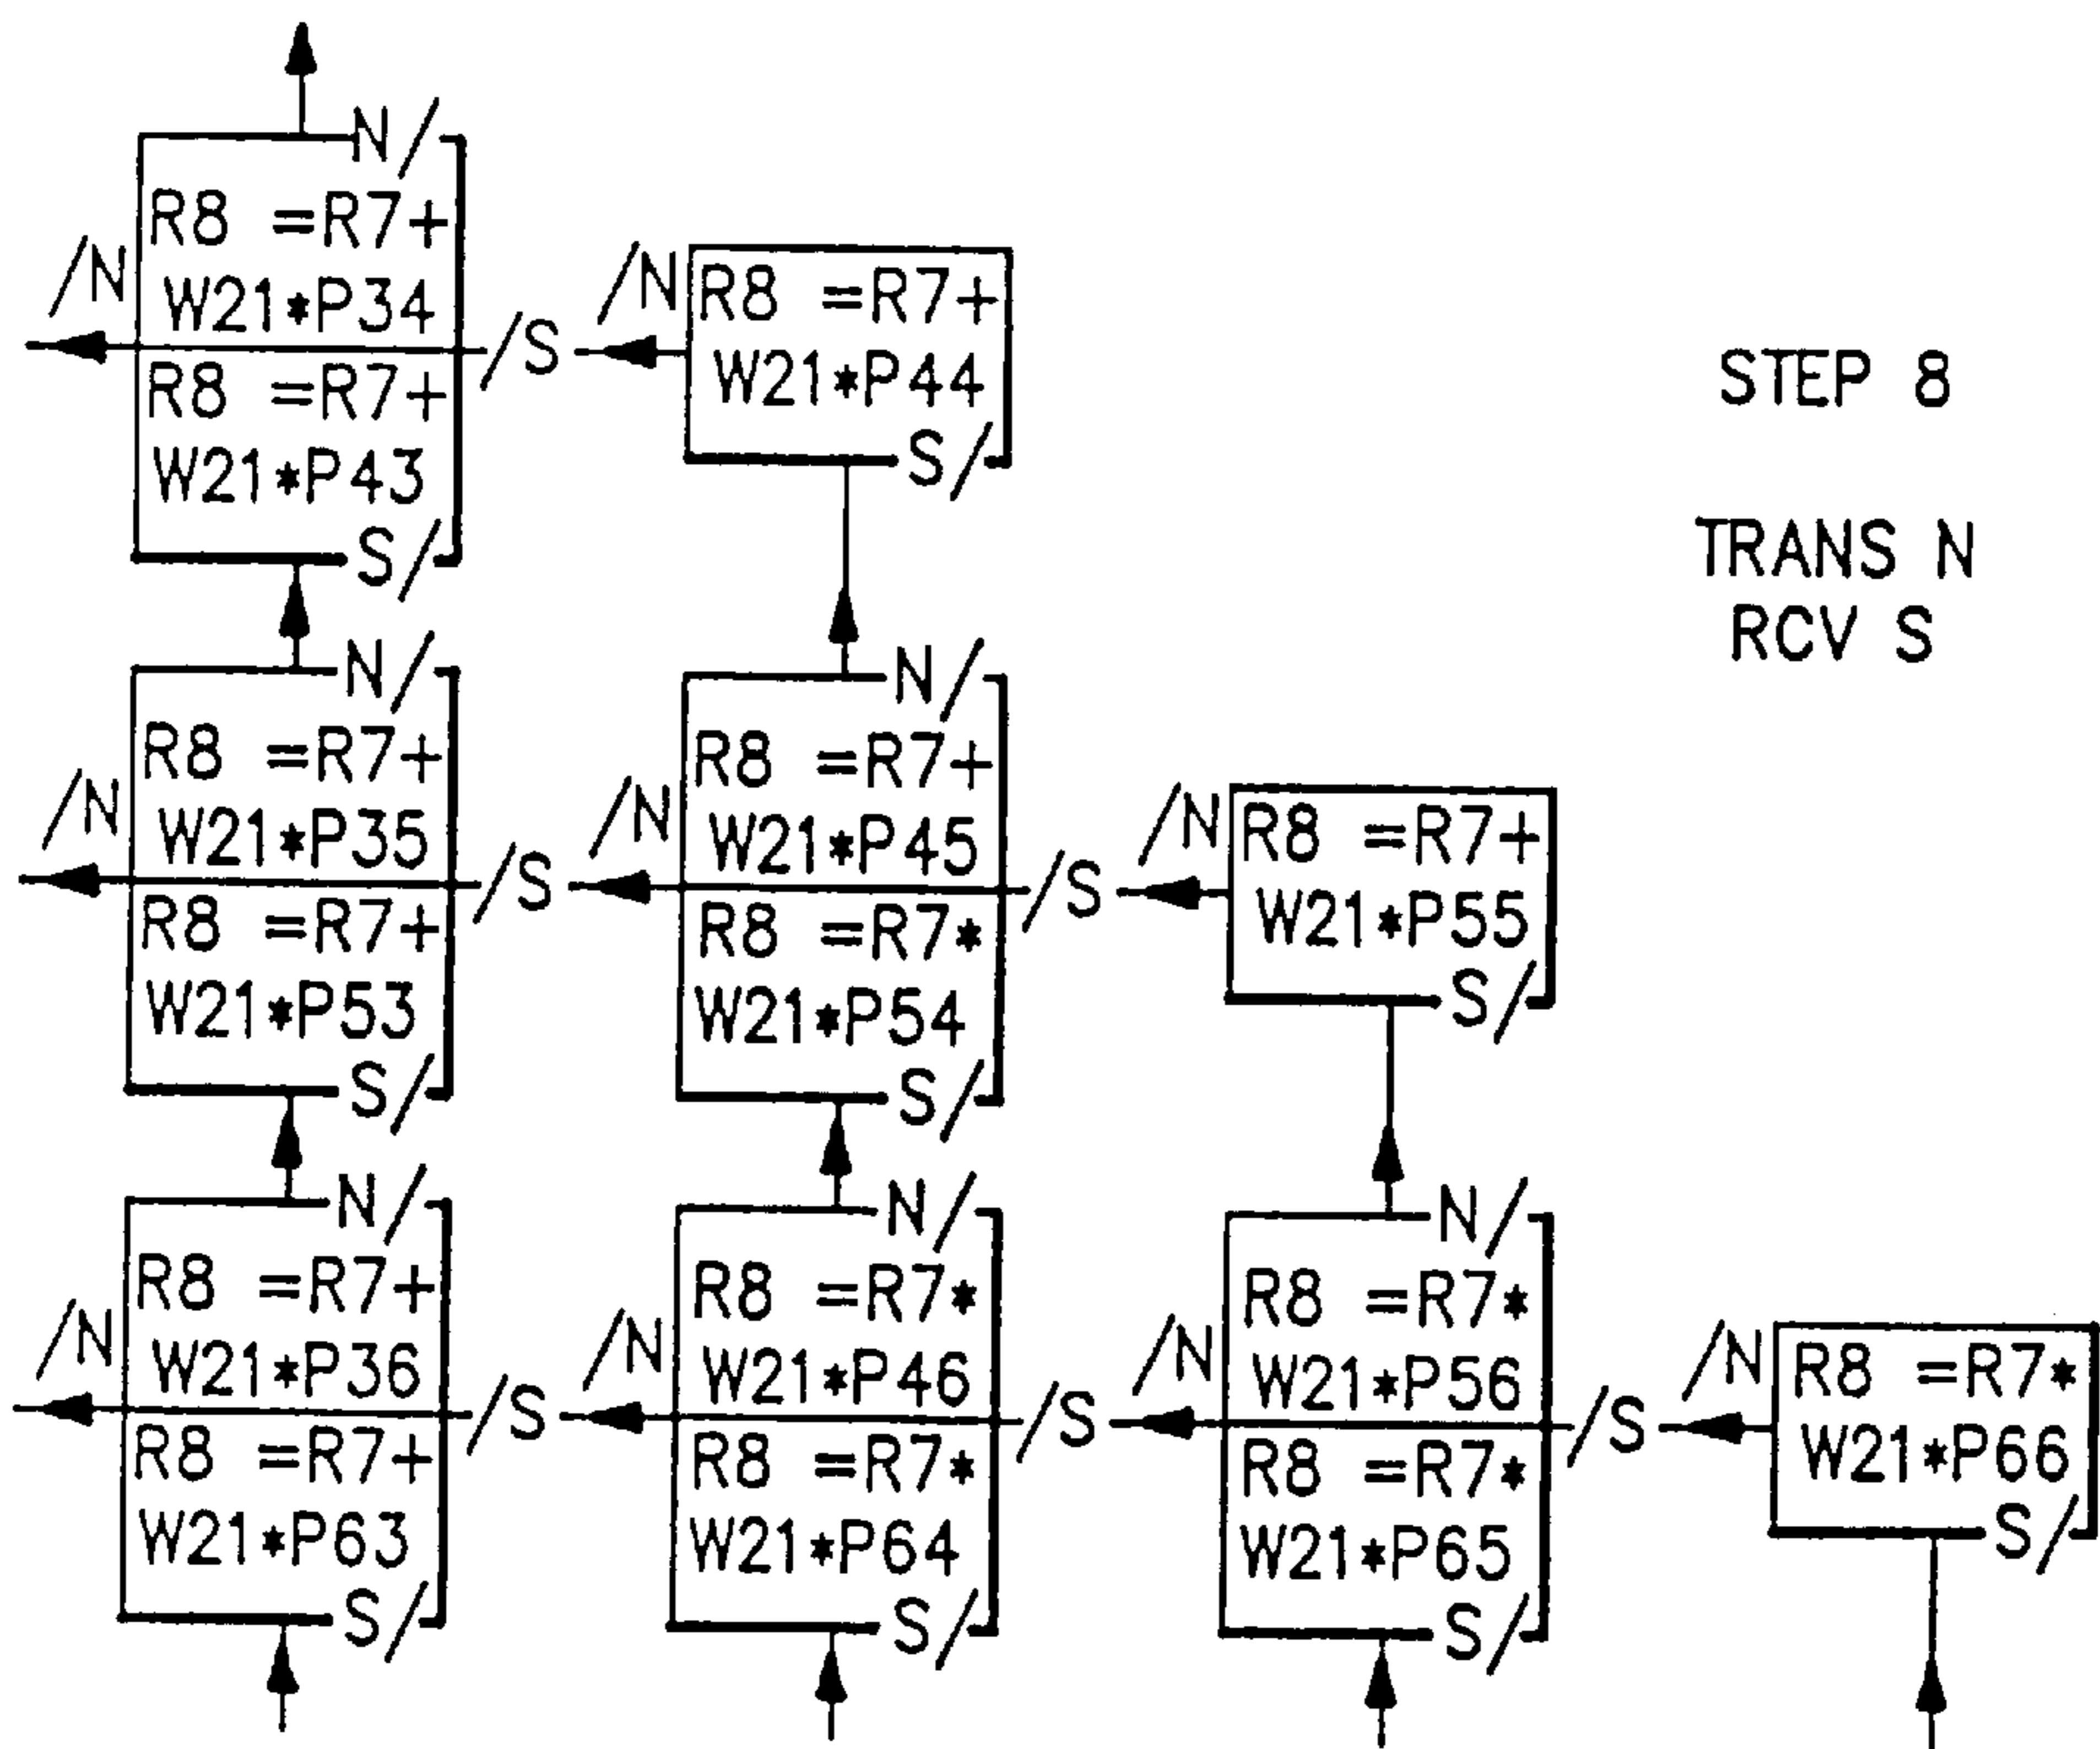 N/
R8 =R7+
/N
W21*P34
/S
R8 =R7+
W21*P43
S/
/N
R8 =R7+
W21*P44
S/
STEP 8
TRANS N
RCV S
N/
R8 =R7+
/N
W21*P35
/S
R8 =R7+
W21*P53
S/
N/
R8 =R7+
/N
W21*P45
/S
R8 =R7*
W21*P54
S/
/N
R8 =R7+
W21*P55
S/
N/
R8 =R7+
/N
W21*P36
/S
R8 =R7+
W21*P63
S/
N/
R8 =R7*
/N
W21*P46
/S
R8 =R7*
W21*P64
S/
N/
R8 =R7*
/N
W21*P56
/S
R8 =R7*
W21*P65
S/
/N
R8 =R7*
W21*P66
S/